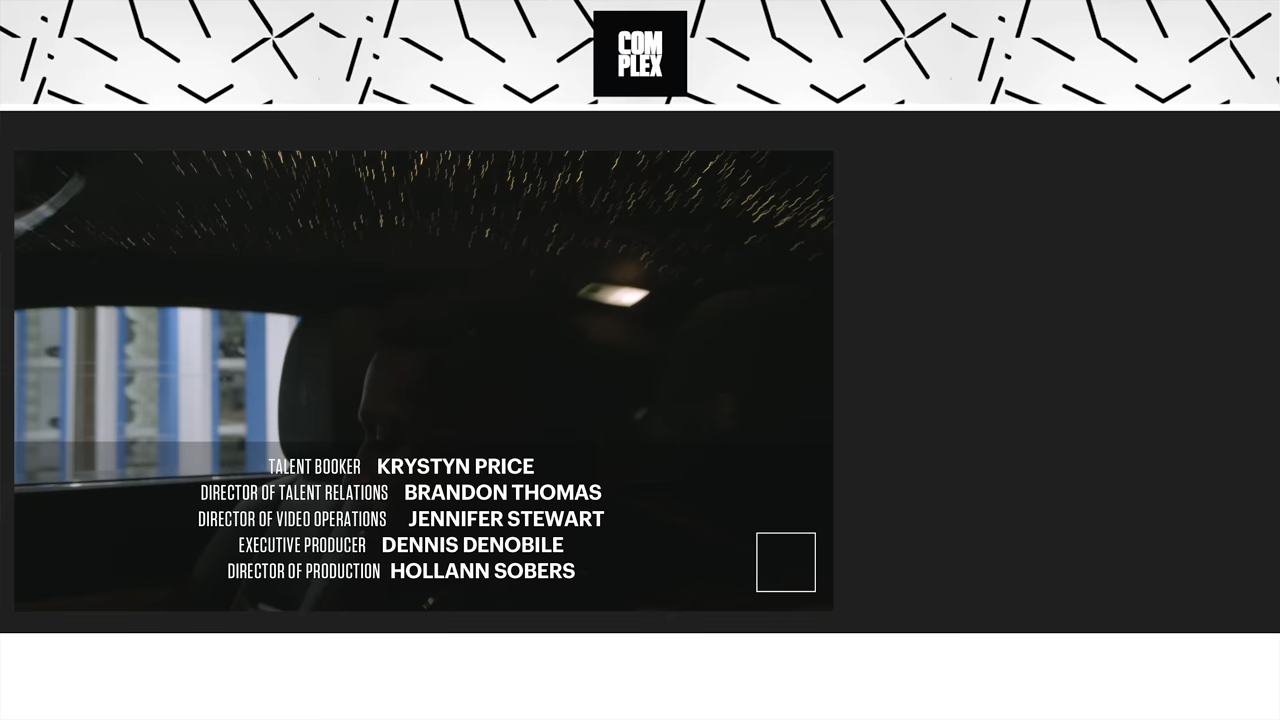 COM
PLEX
TALENT BOOKER KRYSTYN PRICE
DIRECTOR OF TALENT RELATIONS BRANDON THOMAS
DIRECTOR OF VIDEO OPERATIONS JENNIFER STEWART
EXECUTIVE PRODUCER DENNIS DENOBILE
DIRECTOR OF PRODUCTION HOLLANN SOBERS